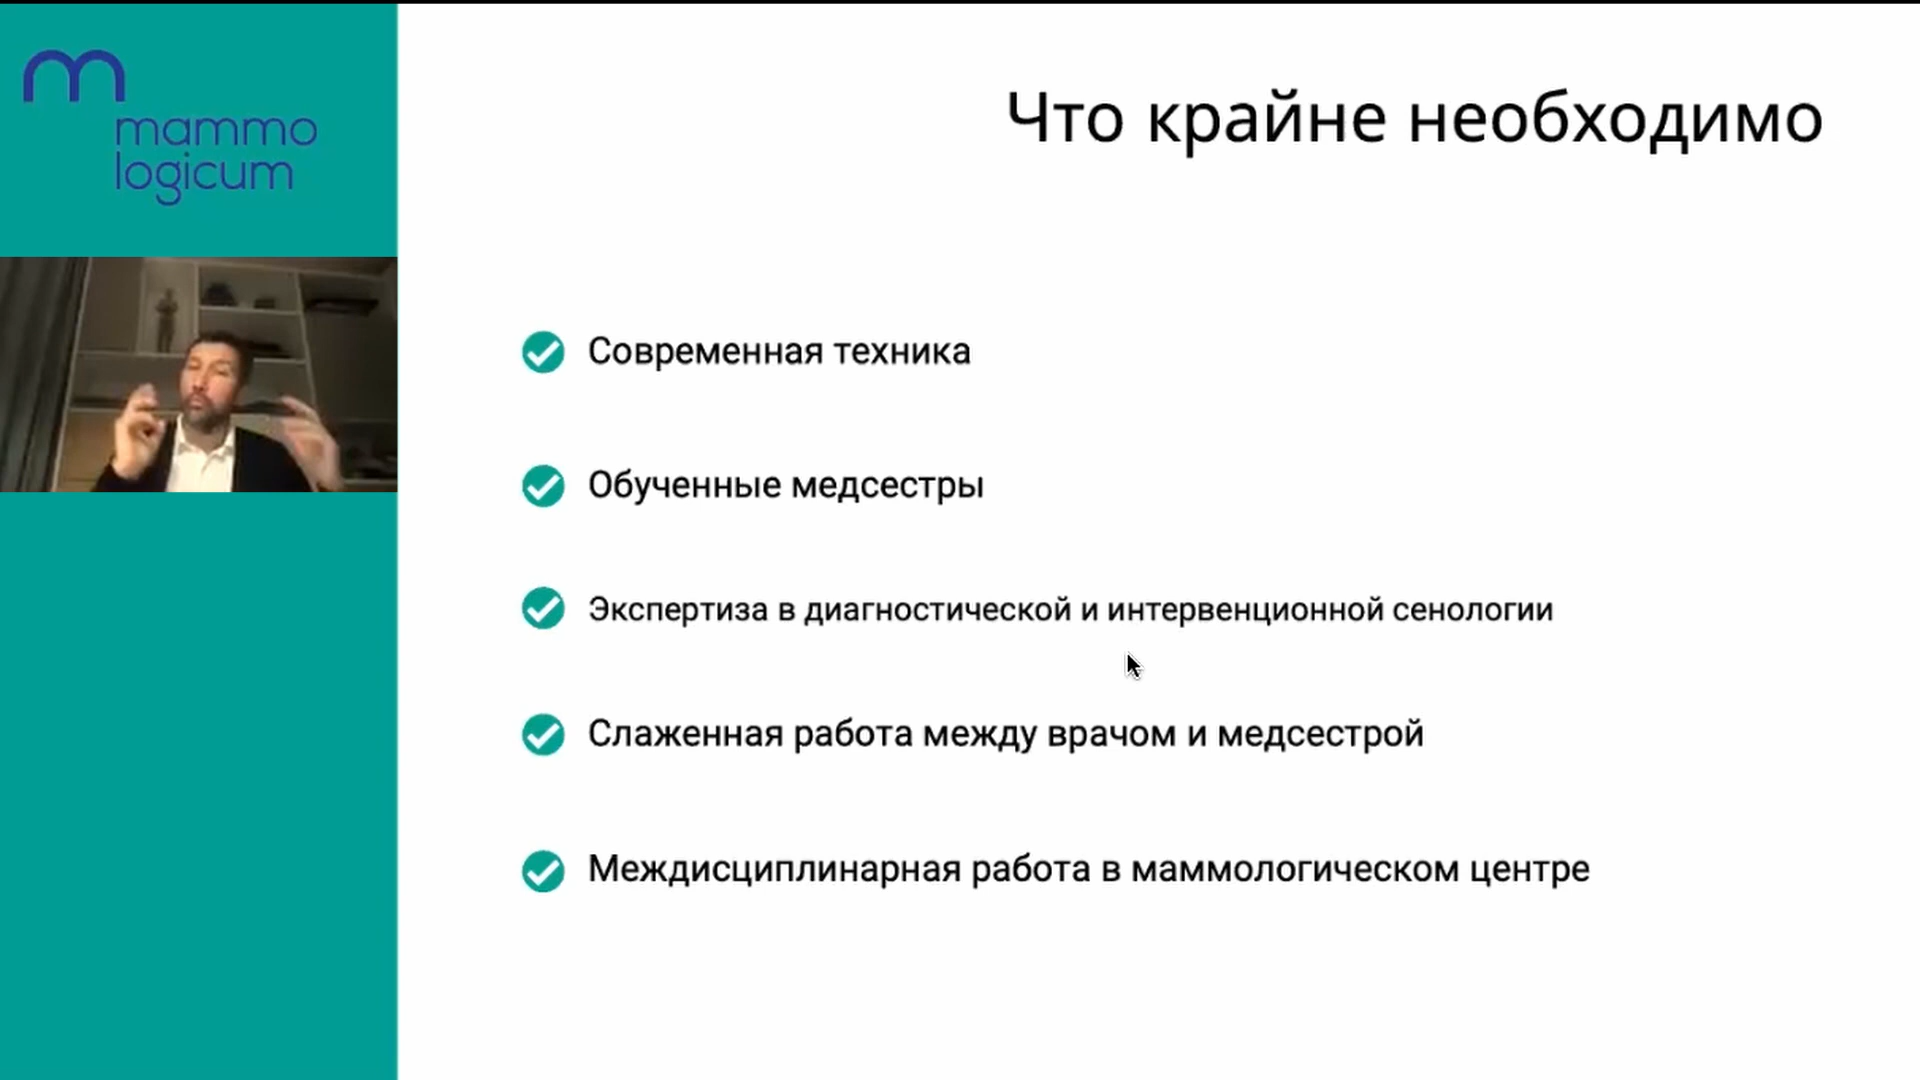 mammo
logicum
Что крайне необходимо
Современная техника
Обученные медсестры
Экспертиза в диагностической и интервенционной сенологии
Слаженная работа между врачом и медсестрой
Междисциплинарная работа в маммологическом центре